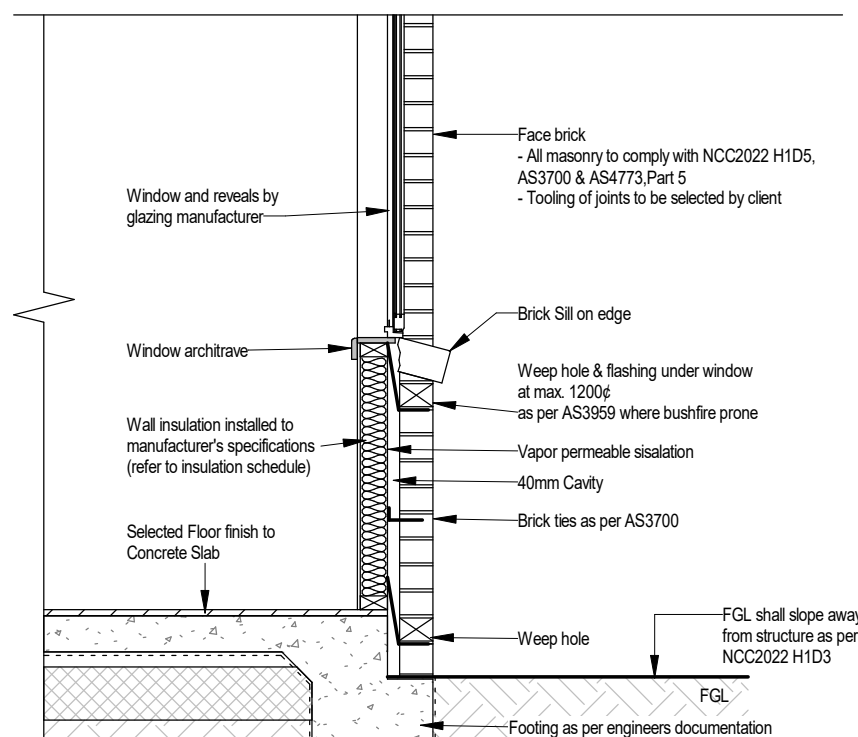 Face brick
- All masonry to comply with NCC2022 H1D5,
AS3700 & AS4773,Part 5
- Tooling of joints to be selected by client
Window and reveals by
glazing manufacturer
Brick Sill on edge
Window architrave
Weep hole & flashing under window
at max. 1200¢
as per AS3959 where bushfire prone
Wall insulation installed to
manufacturer's specifications
(refer to insulation schedule)
Vapor permeable sisalation
40mm Cavity
Brick ties as per AS3700
Selected Floor finish to
Concrete Slab
Weep hole
FGL shall slope away
from structure as per
NCC2022 H1D3
FGL
Footing as per engineers documentation